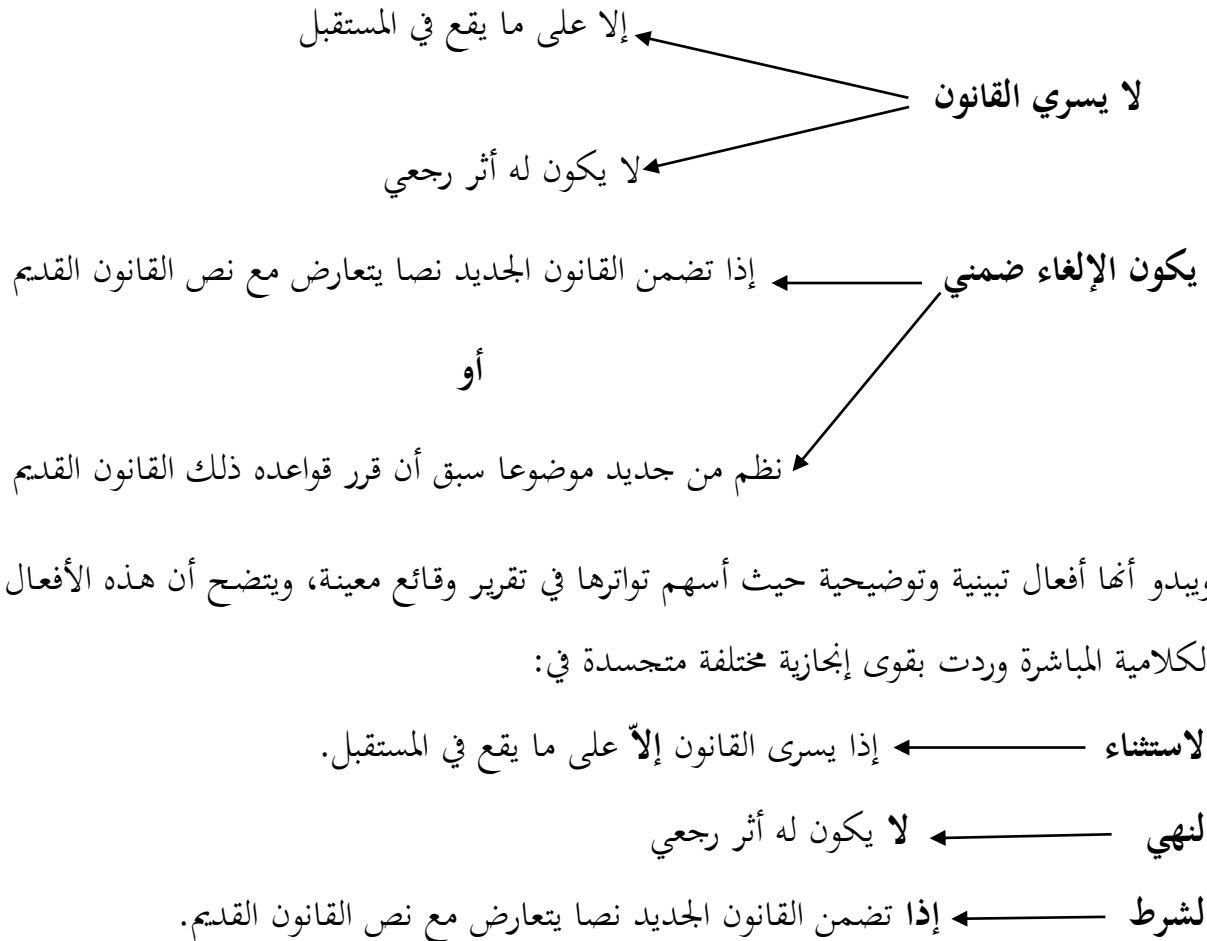 إلا على ما يقع في المستقبل
لا يسري القانون
لا يكون له أثر رجعي
يكون الإلغاء ضمني إذا تضمن القانون الجديد نصا يتعارض مع نص القانون القديم
أو
نظم من جديد موضوعا سبق أن قرر قواعده ذلك القانون القديم
ويبدو أنها أفعال تبينية وتوضيحية حيث أسهم تواترها في تقرير وقائع معينة، ويتضح أن هذه الأفعال
لكلامية المباشرة وردت بقوى إنجازية مختلفة متجسدة في:
لاستثناء إذا يسرى القانون إلاّ على ما يقع في المستقبل.
لنهي لا يكون له أثر رجعي
لشرط إذا تضمن القانون الجديد نصا يتعارض مع نص القانون القديم.